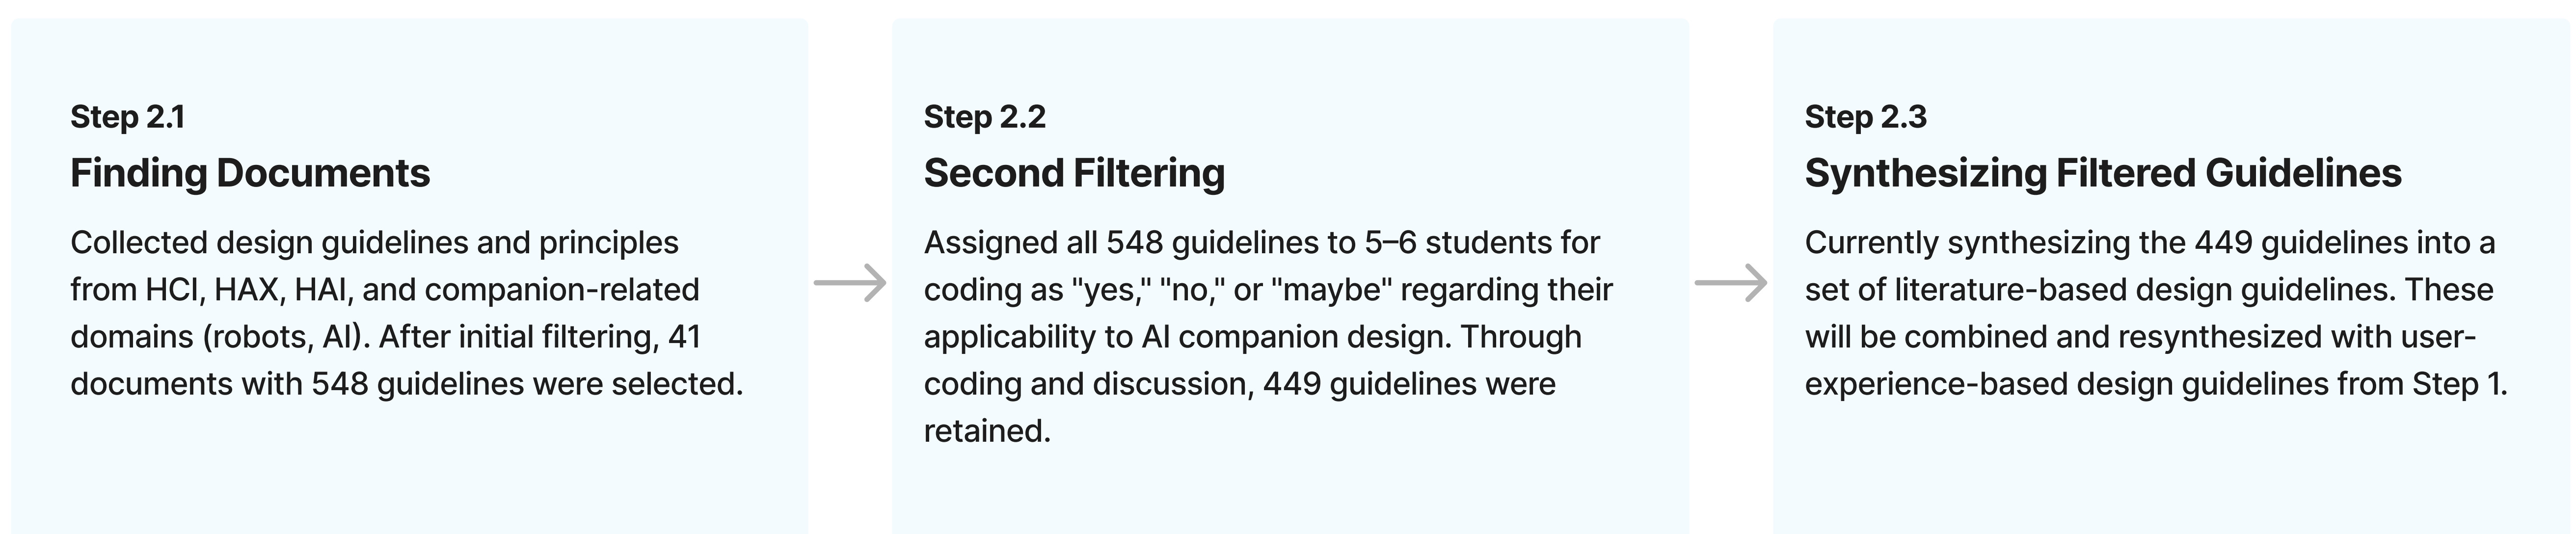 Step 2.1
Finding Documents
Collected design guidelines and principles
from HCI, HAX, HAI, and companion-related
domains (robots, AI). After initial filtering, 41
documents with 548 guidelines were selected.
Step 2.2
Second Filtering
Assigned all 548 guidelines to 5–6 students for
coding as "yes," "no," or "maybe" regarding their
applicability to AI companion design. Through
coding and discussion, 449 guidelines were
retained.
Step 2.3
Synthesizing Filtered Guidelines
Currently synthesizing the 449 guidelines into a
set of literature-based design guidelines. These
will be combined and resynthesized with user-
experience-based design guidelines from Step 1.